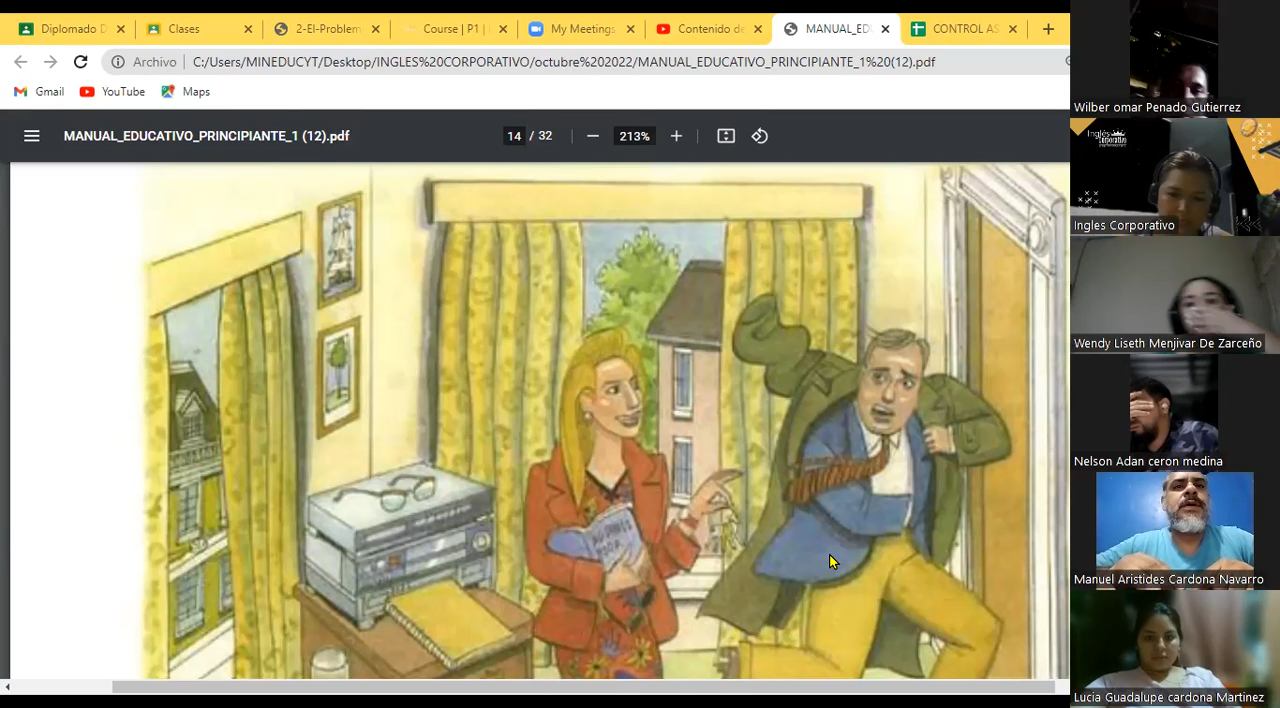 Diplomado D
Clases
2-El-Problem
Course | P1 |
My Meetings
Contenido de
MANUAL_EDU
CONTROL AS
Archivo
C:/Users/MINEDUCYT/Desktop/INGLES%20CORPORATIVO/octubre%202022/MANUAL_EDUCATIVO_PRINCIPIANTE_1%20(12).pdf
Gmail
YouTube
Maps
MANUAL_EDUCATIVO_PRINCIPIANTE_1 (12).pdf
14 / 32
213%
Wilber omar Penado Gutierrez
Inglés
Corporativo
Ingles Corporativo
Wendy Liseth Menjivar De Zarceño
Nelson Adan ceron medina
Manuel Aristides Cardona Navarro
Lucia Guadalupe cardona Martinez